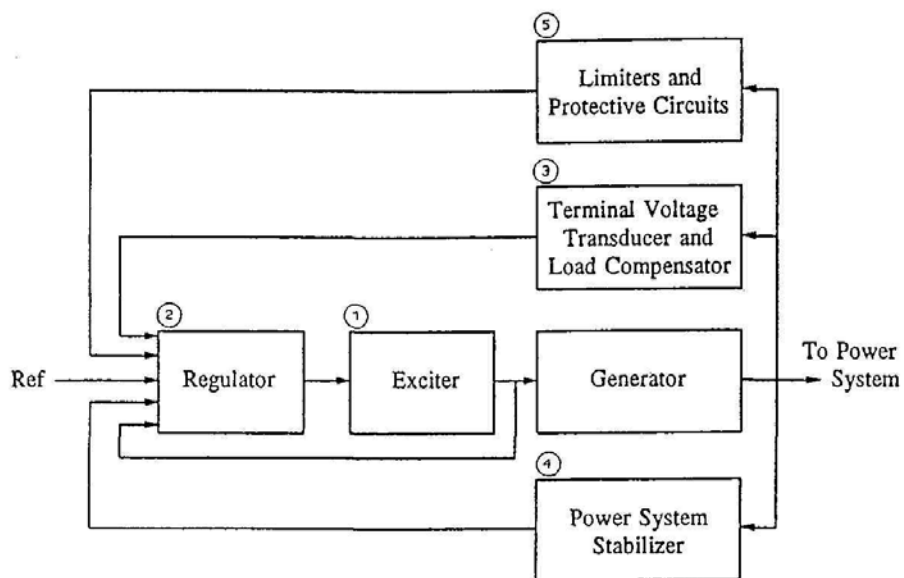 5
Limiters and
Protective Circuits
3
Terminal Voltage
Transducer and
Load Compensator
2
1
Ref
Regulator
Exciter
Generator
To Power
System
4
Power System
Stabilizer